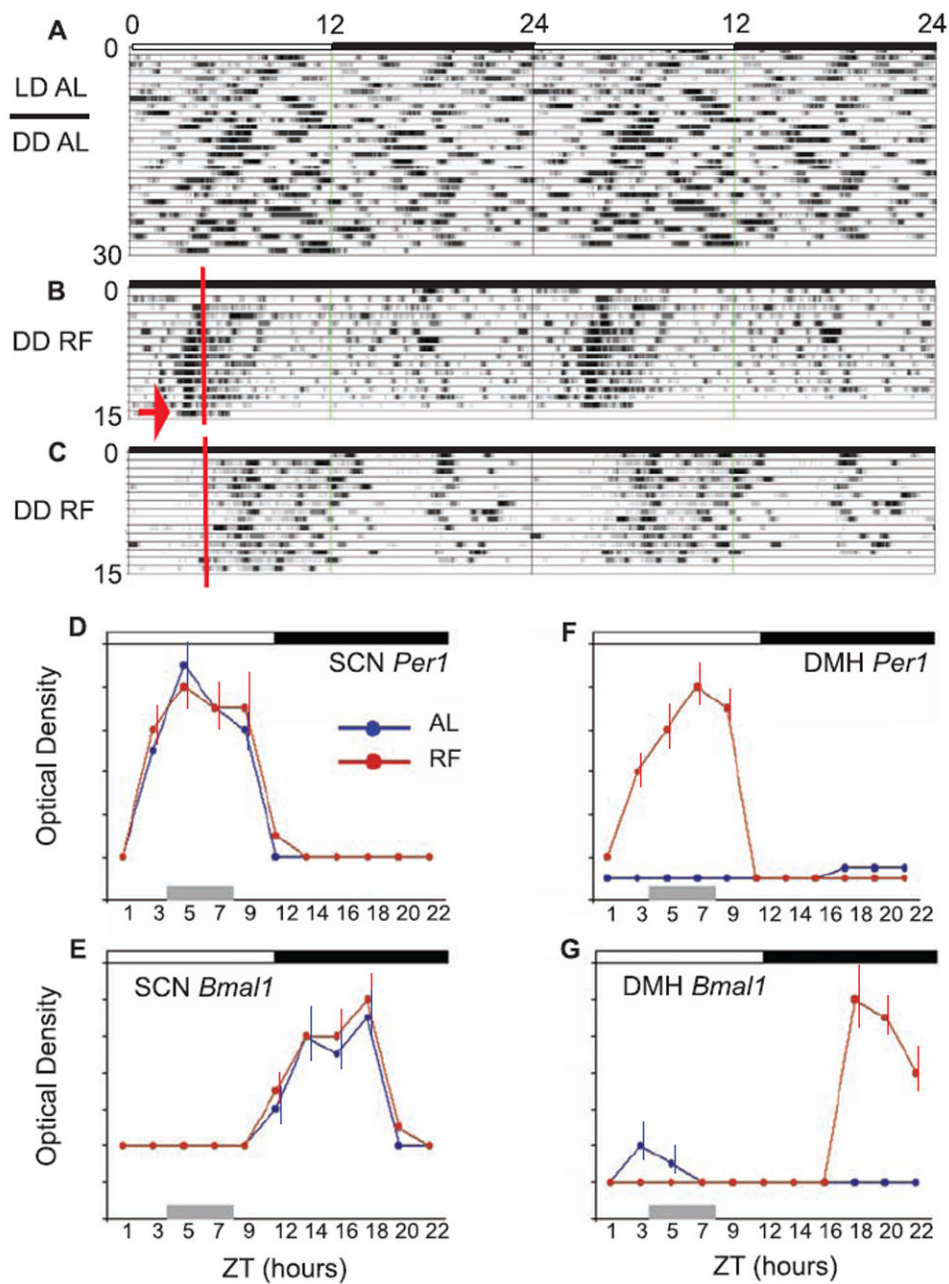 A
0 12 24 12 24
0
LD AL
DD AL
30
B
0
DD RF
15
C
0
DD RF
15
D
SCN Per1
AL
RF
Optical Density
1 3 5 7 9 12 14 16 18 20 22
F
DMH Per1
1 3 5 7 9 12 14 16 18 20 22
E
SCN Bmal1
Optical Density
1 3 5 7 9 12 14 16 18 20 22
ZT (hours)
G
DMH Bmal1
1 3 5 7 9 12 14 16 18 20 22
ZT (hours)